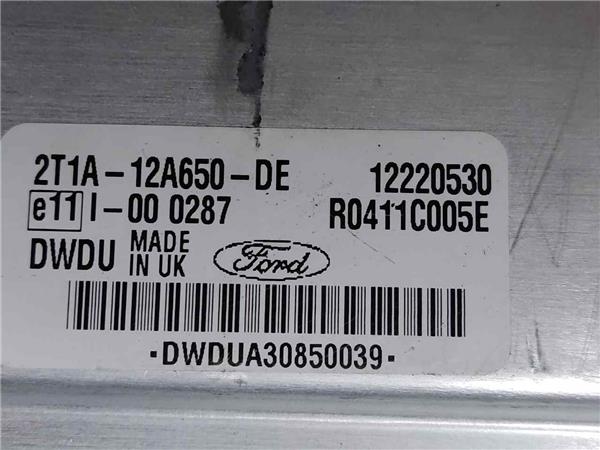 2T1A-12A650-DE 12220530
e11 I-00 0287 R0411C005E
DWDU MADE IN UK Ford
·DWDUA30850039·